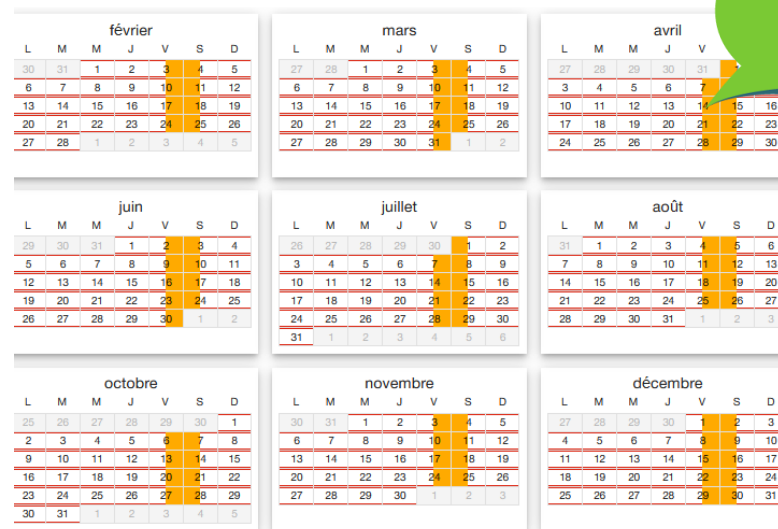 février mars avril
L M M J V S D L M M J V S D L M M J V
30 31 1 2 3 4 5 27 28 1 2 3 4 5 27 28 29 30 31
6 7 8 9 10 11 12 6 7 8 9 10 11 12 3 4 5 6 7
13 14 15 16 17 18 19 13 14 15 16 17 18 19 10 11 12 13 14 15 16
20 21 22 23 24 25 26 20 21 22 23 24 25 26 17 18 19 20 21 22 23
27 28 1 2 3 4 5 27 28 29 30 31 1 2 24 25 26 27 28 29 30
juin juillet août
L M M J V S D L M M J V S D L M M J V S D
29 30 31 1 2 3 4 26 27 28 29 30 1 2 31 1 2 3 4 5 6
5 6 7 8 9 10 11 3 4 5 6 7 8 9 7 8 9 10 11 12 13
12 13 14 15 16 17 18 10 11 12 13 14 15 16 14 15 16 17 18 19 20
19 20 21 22 23 24 25 17 18 19 20 21 22 23 21 22 23 24 25 26 27
26 27 28 29 30 1 2 24 25 26 27 28 29 30 28 29 30 31 1 2 3
31 1 2 3 4 5 6
octobre novembre décembre
L M M J V S D L M M J V S D L M M J V S D
25 26 27 28 29 30 1 30 31 1 2 3 4 5 27 28 29 30 1 2 3
2 3 4 5 6 7 8 6 7 8 9 10 11 12 4 5 6 7 8 9 10
9 10 11 12 13 14 15 13 14 15 16 17 18 19 11 12 13 14 15 16 17
16 17 18 19 20 21 22 20 21 22 23 24 25 26 18 19 20 21 22 23 24
23 24 25 26 27 28 29 27 28 29 30 1 2 3 25 26 27 28 29 30 31
30 31 1 2 3 4 5